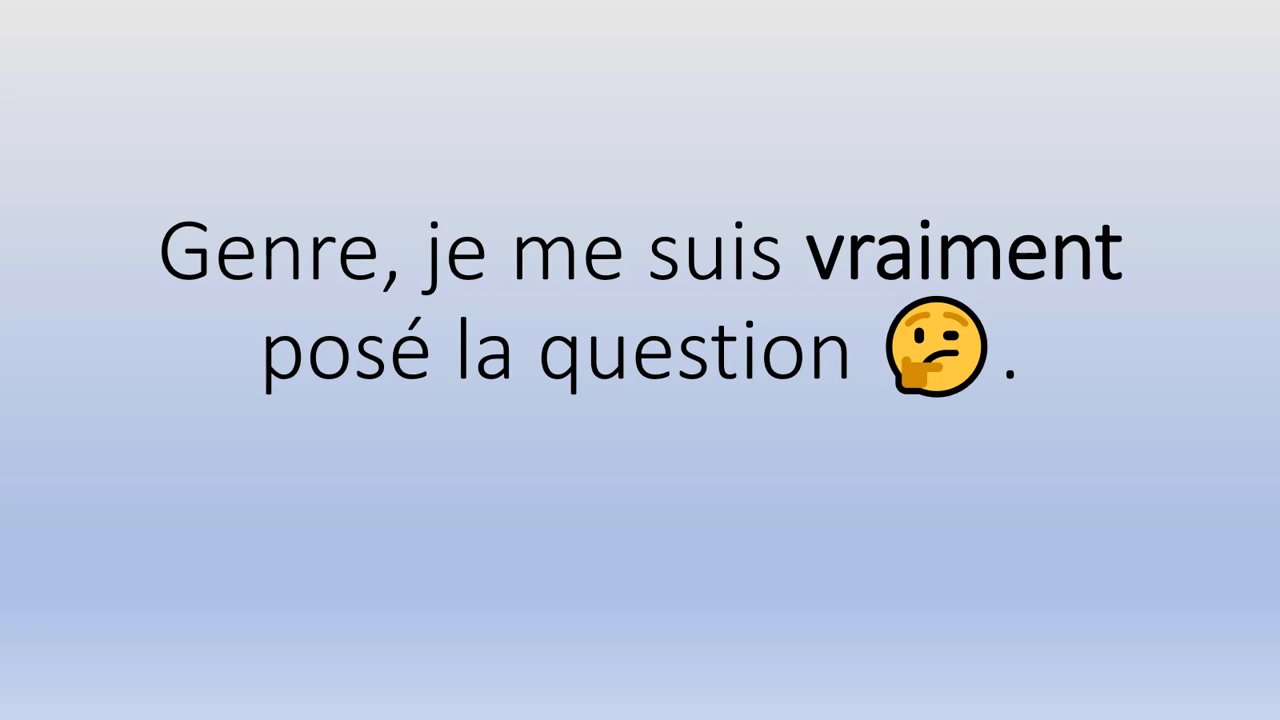 Genre, je me suis vraiment
posé la question 🤔.